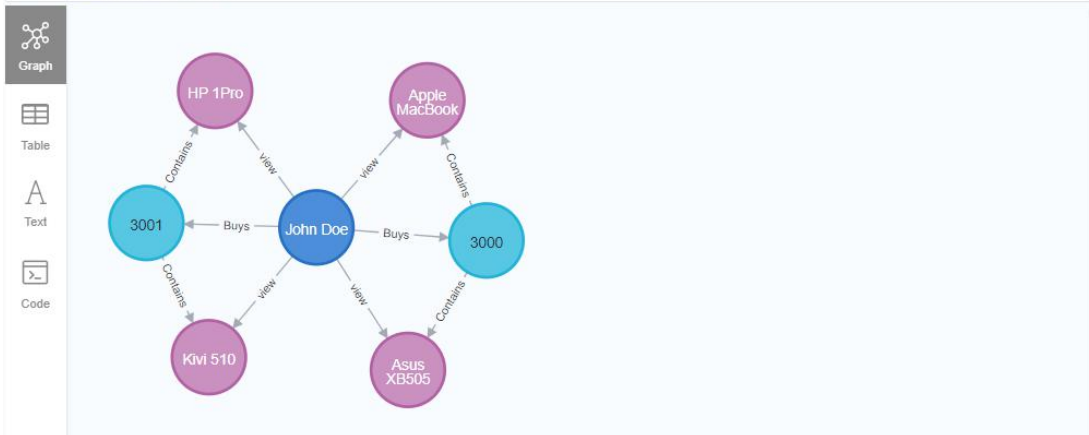 Graph
Table
Text
Code
HP 1Pro
Apple
MacBook
Contains
view
view
Contains
3001
Buys
John Doe
Buys
3000
Contains
view
view
Contains
Kivi 510
Asus
XB505